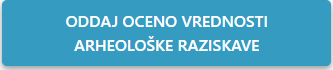 ODDAJ OCENO VREDNOSTI
ARHEOLOŠKE RAZISKAVE